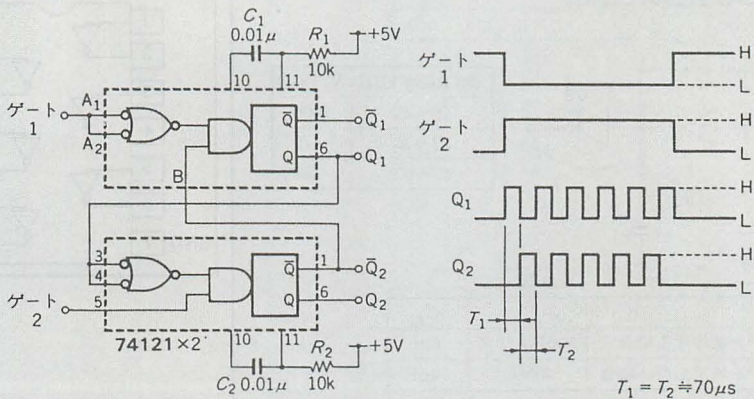 C₁
0.01μ
R₁
+5V
10k
10
11
ゲート
1
A₁
A₂
Q̅
1
Q̅₁
Q
6
Q₁
B
3
4
Q̅
1
Q̅₂
Q
6
Q₂
ゲート
2
5
74121×2
10
11
R₂
+5V
C₂ 0.01μ
10k
ゲート
1
H
L
ゲート
2
H
L
Q₁
H
L
Q₂
H
L
T₁
T₂
T₁ = T₂ ≒ 70μs